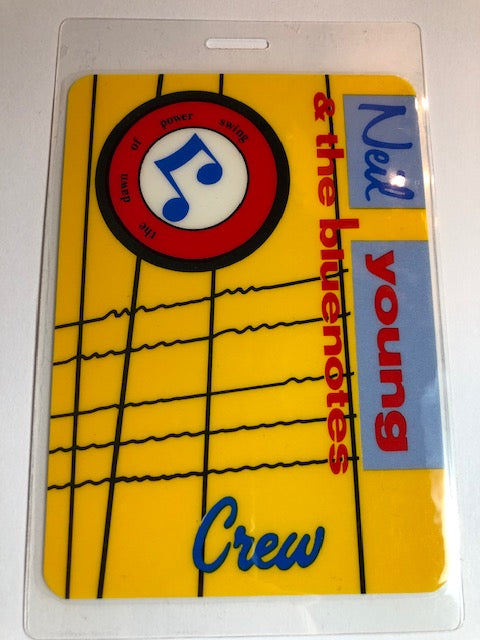 Neil
young
& the bluenotes
the dawn of power swing
Crew